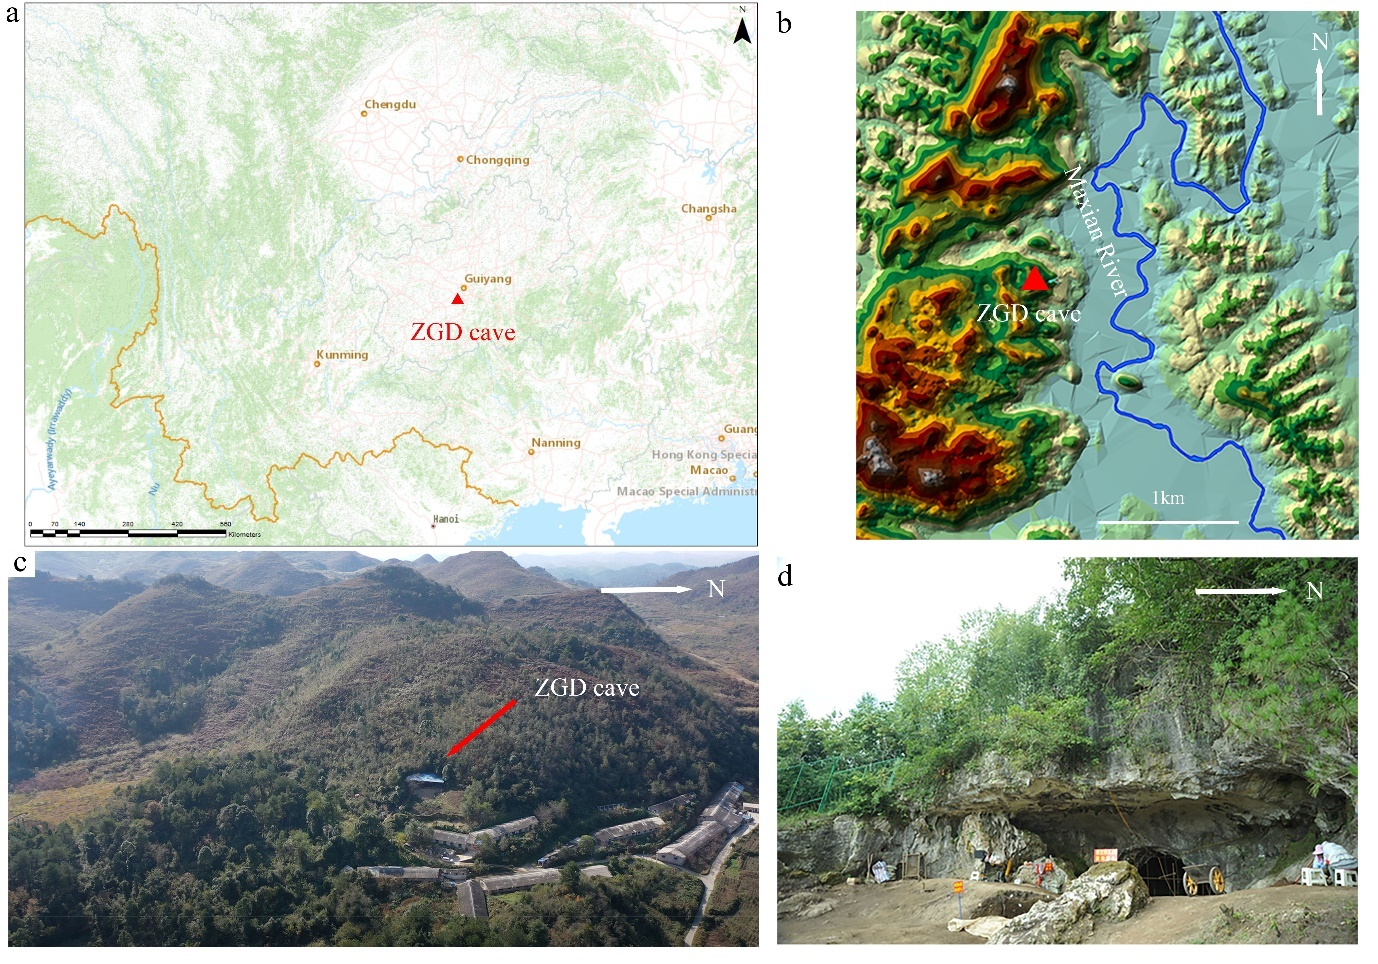 a
N
Chengdu
Chongqing
Changsha
Guiyang
ZGD cave
Kunming
Ayeyarwady (Irrawaddy)
Nu
Nanning
Guang
Hong Kong Specia
Macao
Macao Special Administr
Hanoi
0 70 140 280 420 560
Kilometers
b
N
Maxian River
ZGD cave
1km
c
N
ZGD cave
d
N